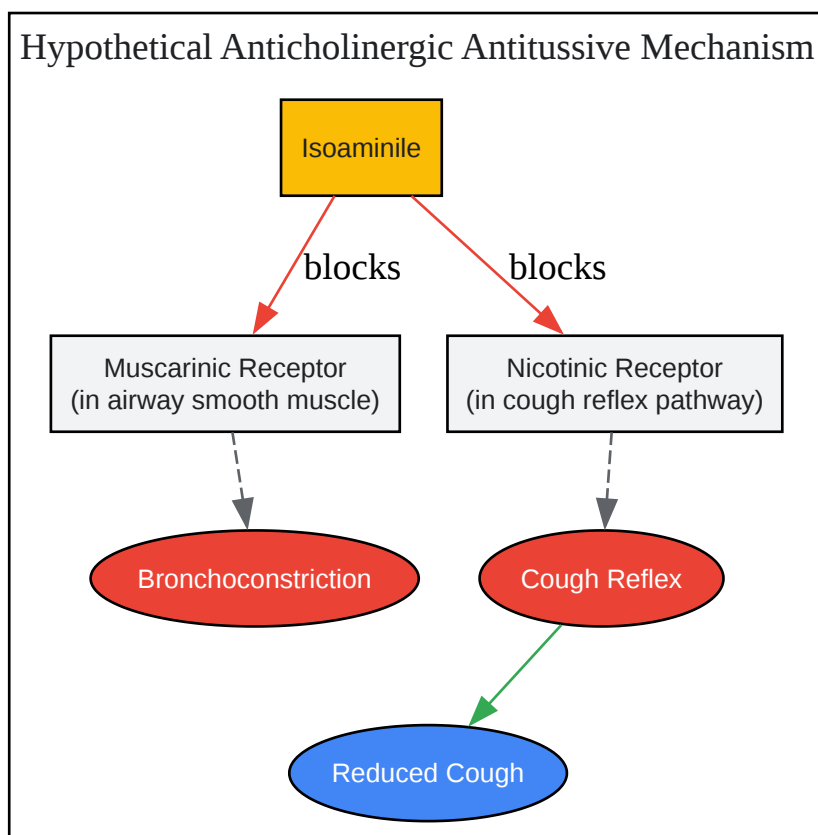 Hypothetical Anticholinergic Antitussive Mechanism
Isoaminile
blocks
blocks
Muscarinic Receptor
(in airway smooth muscle)
Nicotinic Receptor
(in cough reflex pathway)
Bronchoconstriction
Cough Reflex
Reduced Cough